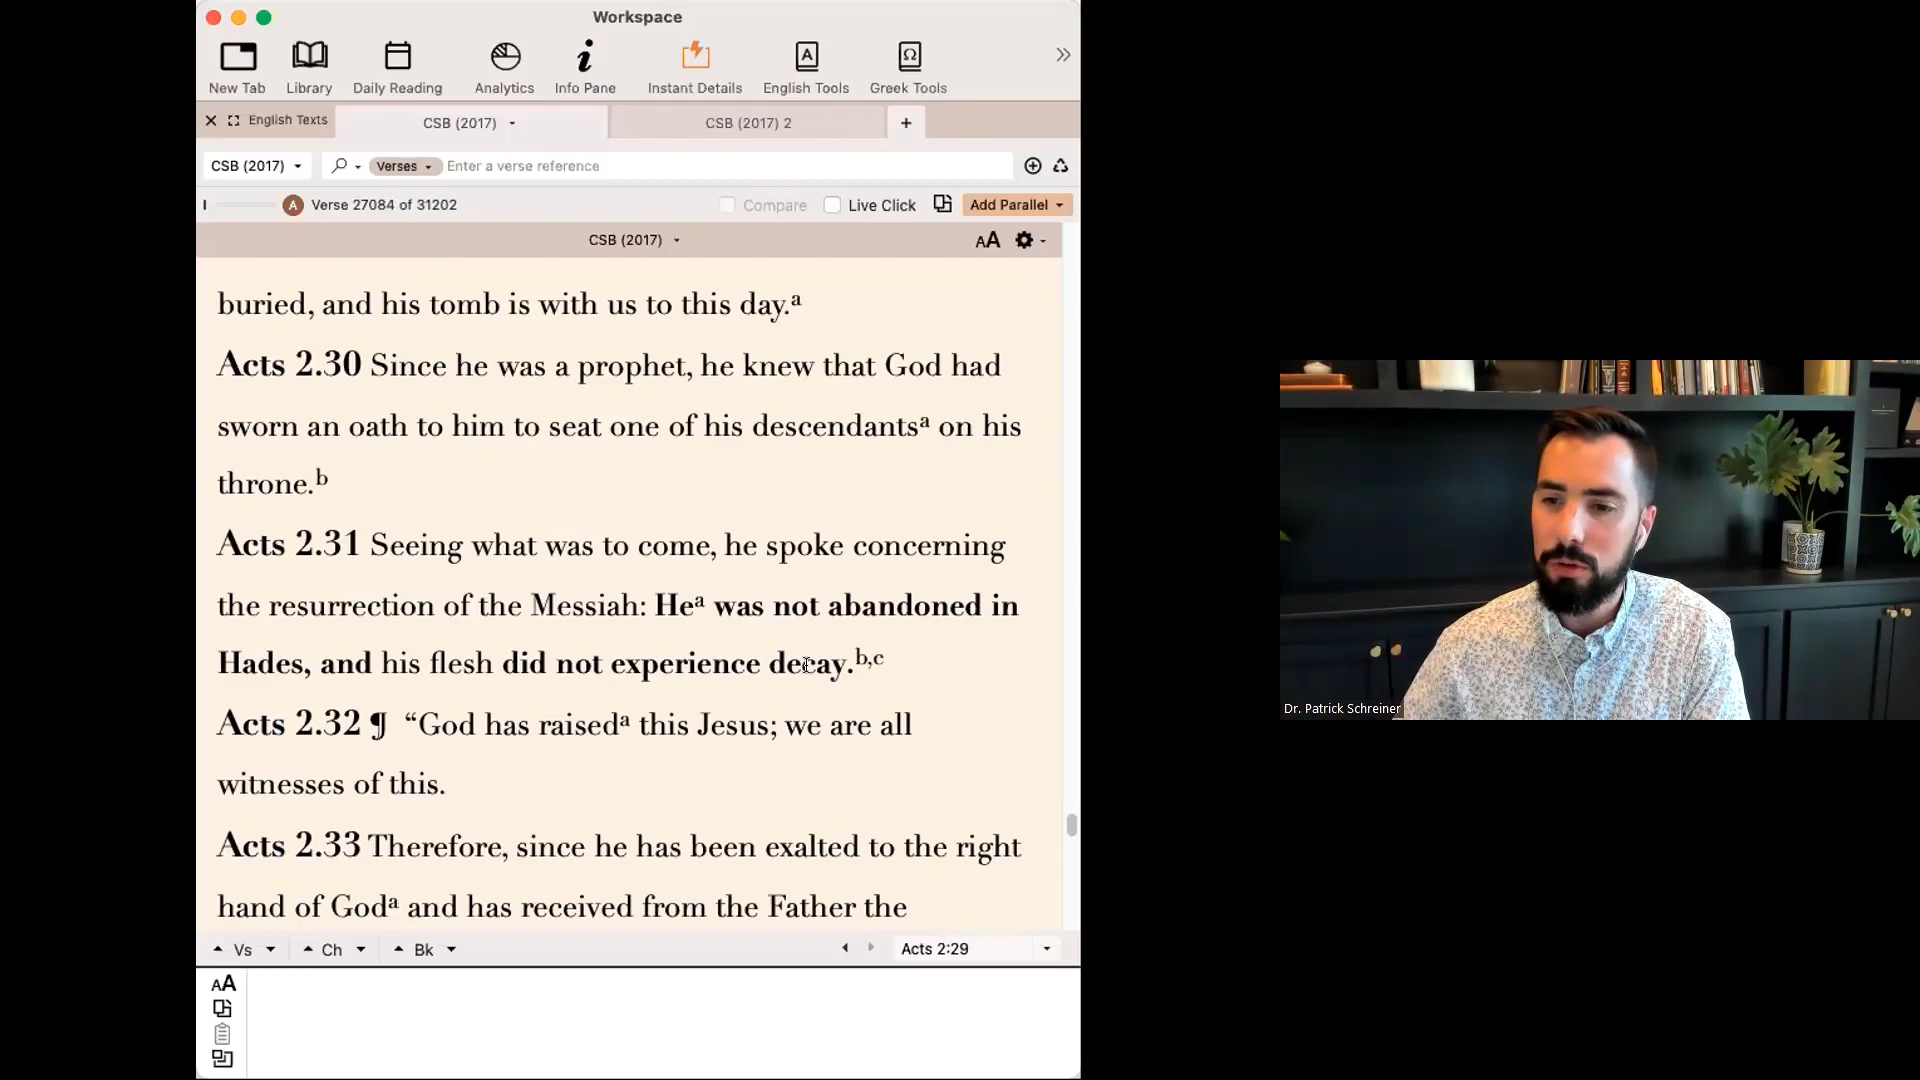 Workspace
New Tab Library Daily Reading Analytics Info Pane Instant Details English Tools Greek Tools
English Texts CSB (2017) CSB (2017) 2 +
CSB (2017) Verses Enter a verse reference
A Verse 27084 of 31202 Compare Live Click Add Parallel
CSB (2017) AA
buried, and his tomb is with us to this day.ᵃ
Acts 2.30 Since he was a prophet, he knew that God had
sworn an oath to him to seat one of his descendantsᵃ on his
throne.ᵇ
Acts 2.31 Seeing what was to come, he spoke concerning
the resurrection of the Messiah: Heᵃ was not abandoned in
Hades, and his flesh did not experience decay.ᵇ,ᶜ
Acts 2.32 ¶ “God has raisedᵃ this Jesus; we are all
witnesses of this.
Acts 2.33 Therefore, since he has been exalted to the right
hand of Godᵃ and has received from the Father the
Vs Ch Bk Acts 2:29
AA
Dr. Patrick Schreiner